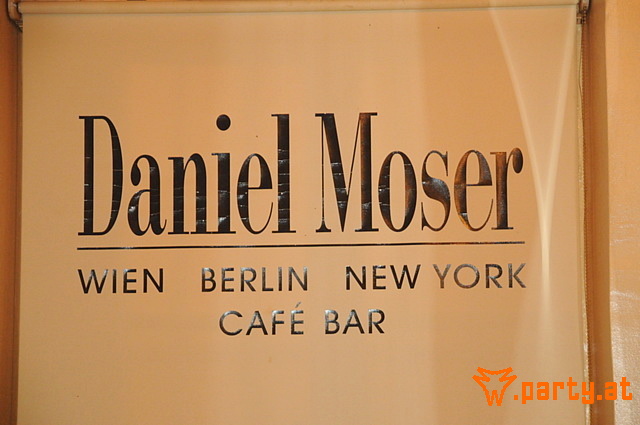 Daniel Moser
WIEN BERLIN NEW YORK
CAFÉ BAR
.party.at